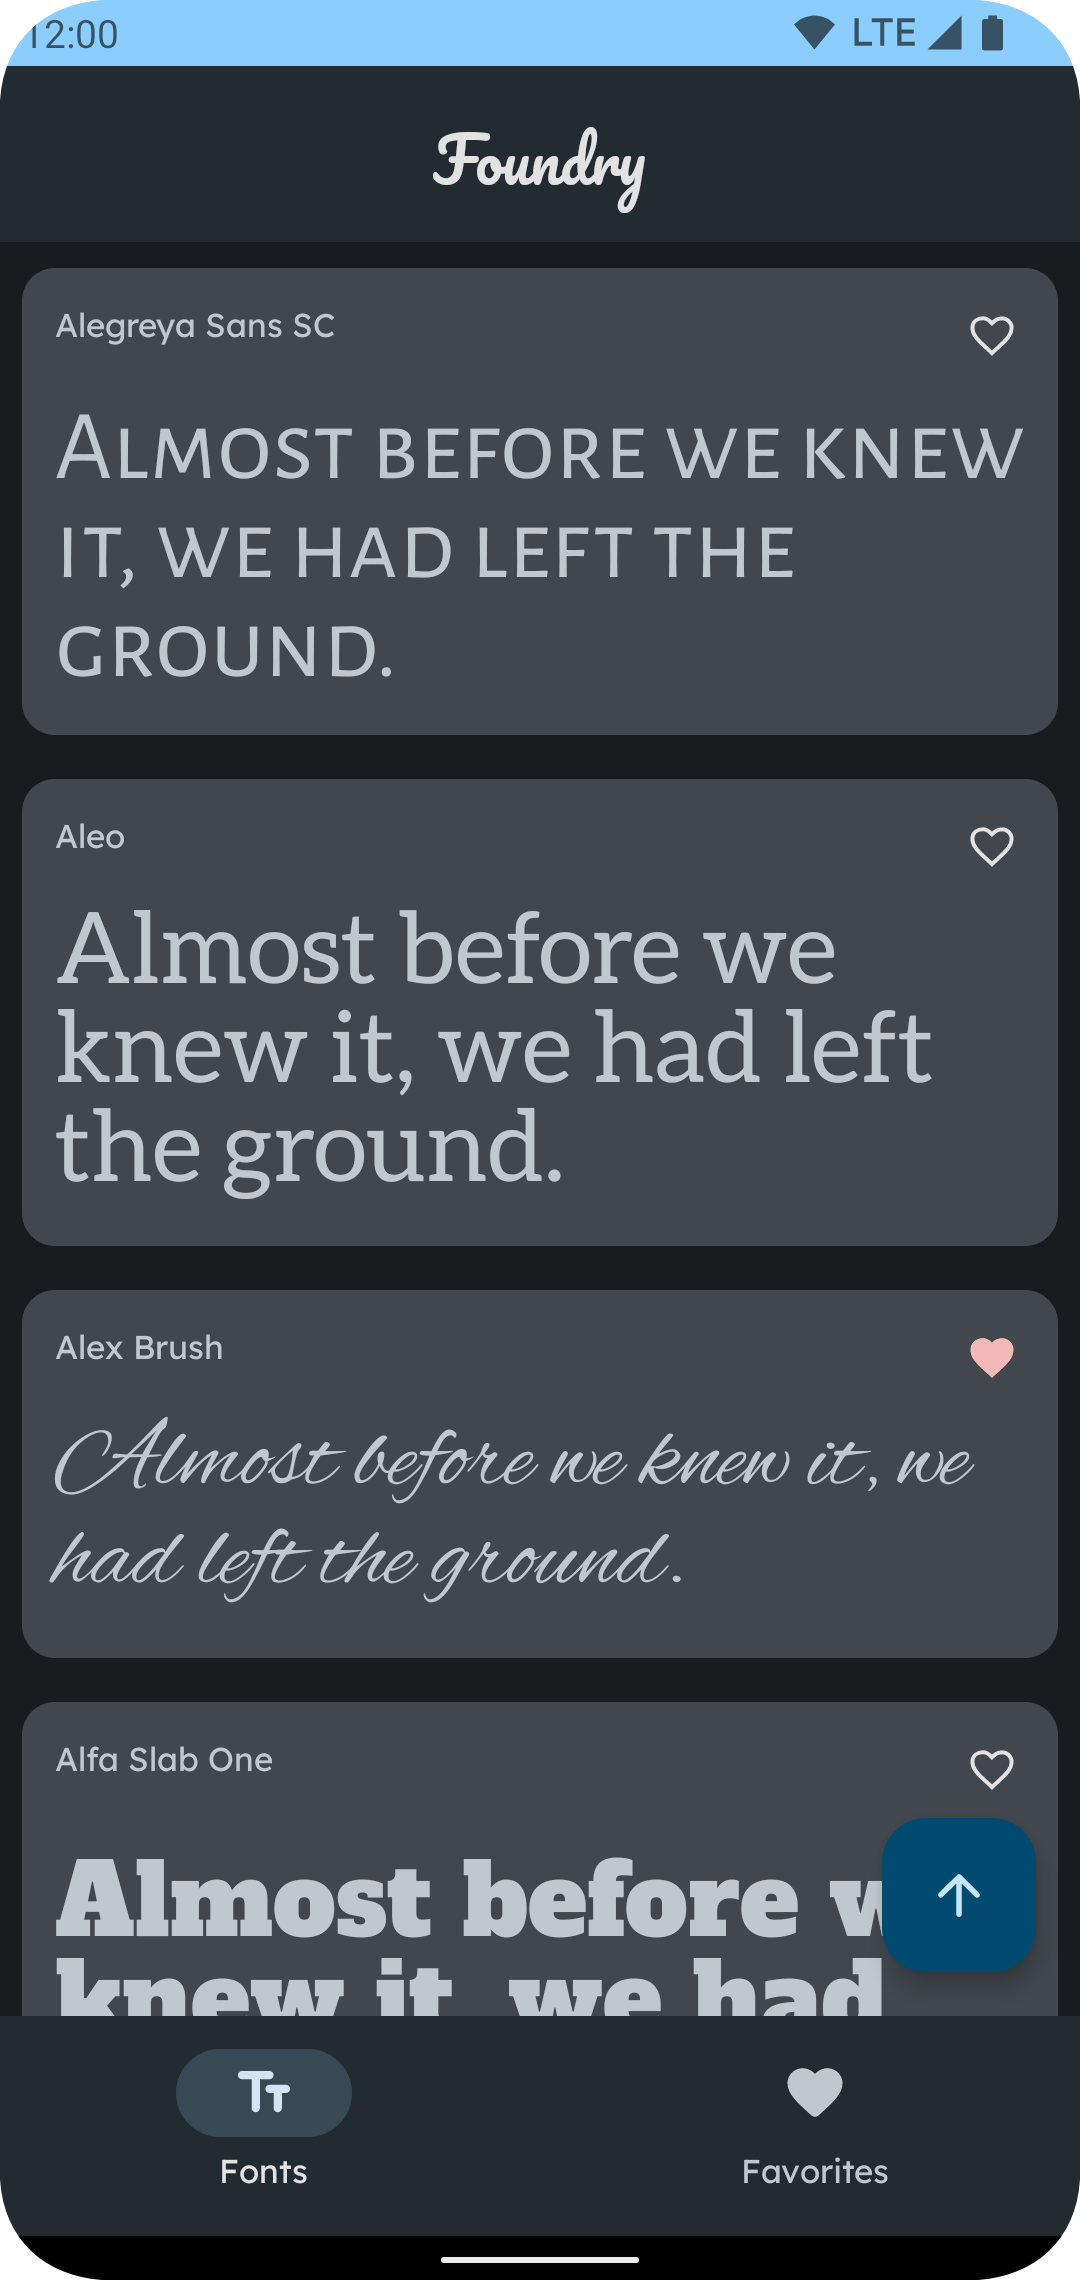 12:00 LTE
Foundry
Alegreya Sans SC
Almost before we knew
it, we had left the
ground.
Aleo
Almost before we
knew it, we had left
the ground.
Alex Brush
Almost before we knew it, we
had left the ground.
Alfa Slab One
Almost before
knew it, we had
Fonts
Favorites